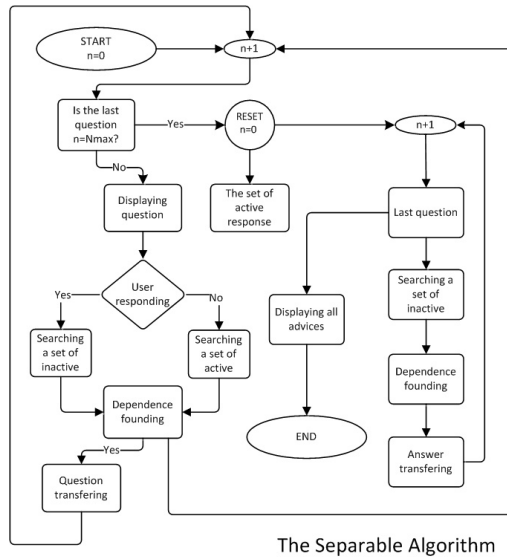 START
n=0
n+1
Is the last
question
n=Nmax?
Yes
RESET
n=0
n+1
No
Displaying
question
The set of
active
response
Last question
User
responding
Yes
No
Searching
a set of
inactive
Searching
a set of
active
Displaying all
advices
Searching a
set of
inactive
Dependence
founding
Dependence
founding
END
Yes
Question
transfering
Answer
transfering
The Separable Algorithm